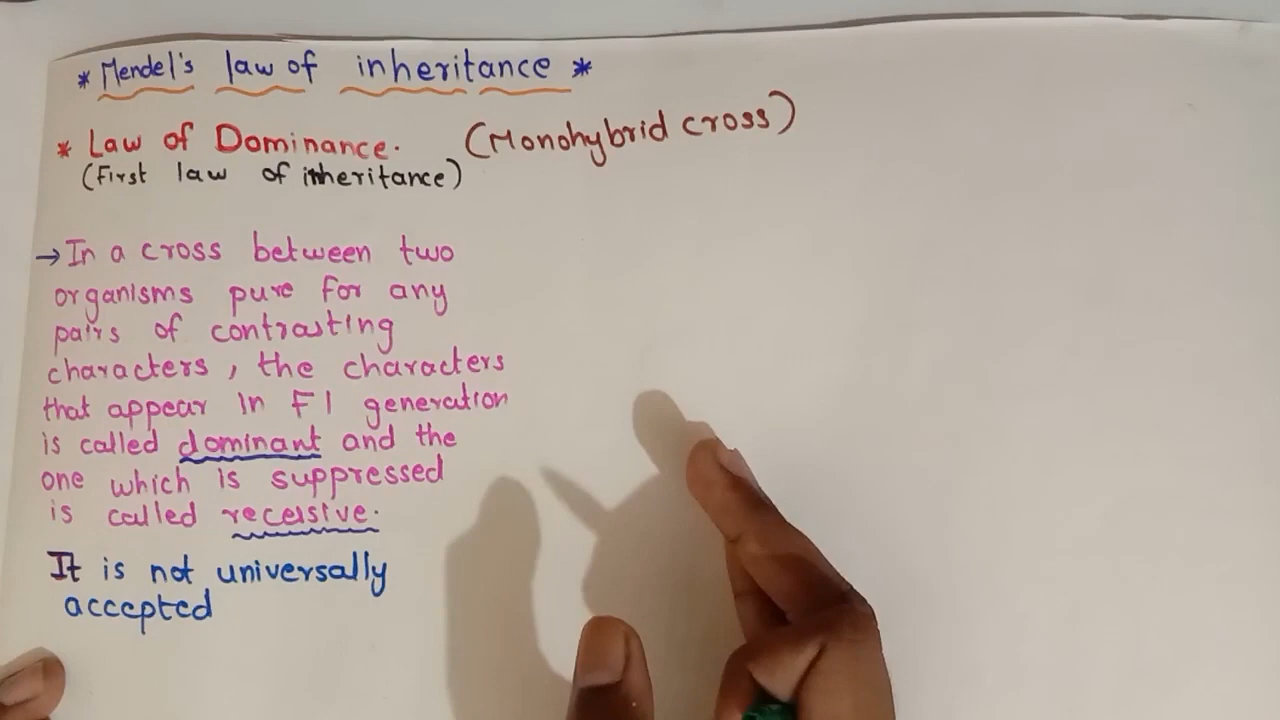 * Mendel's law of inheritance *
* Law of Dominance. (Monohybrid cross)
(First law of inheritance)
→ In a cross between two
organisms pure for any
pairs of contrasting
characters, the characters
that appear in F1 generation
is called dominant and the
one which is suppressed
is called recessive.
It is not universally
accepted